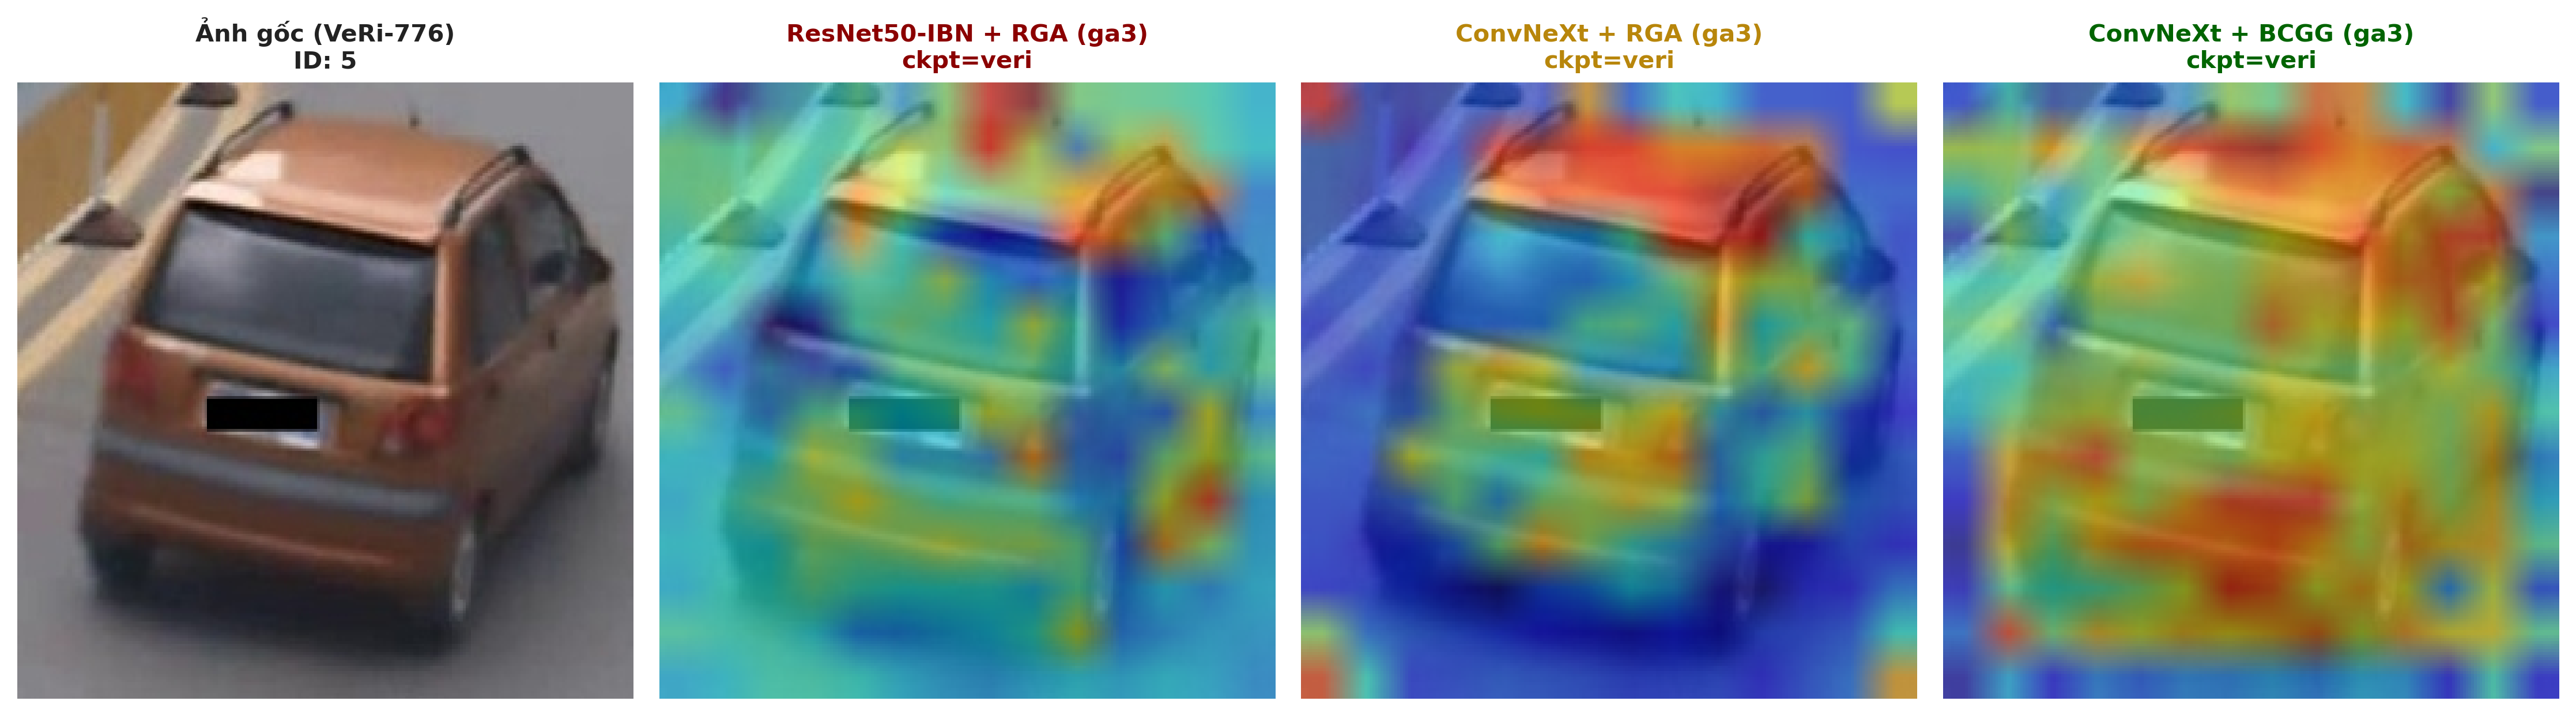 Ảnh gốc (VeRi-776)
ID: 5
ResNet50-IBN + RGA (ga3)
ckpt=veri
ConvNeXt + RGA (ga3)
ckpt=veri
ConvNeXt + BCGG (ga3)
ckpt=veri